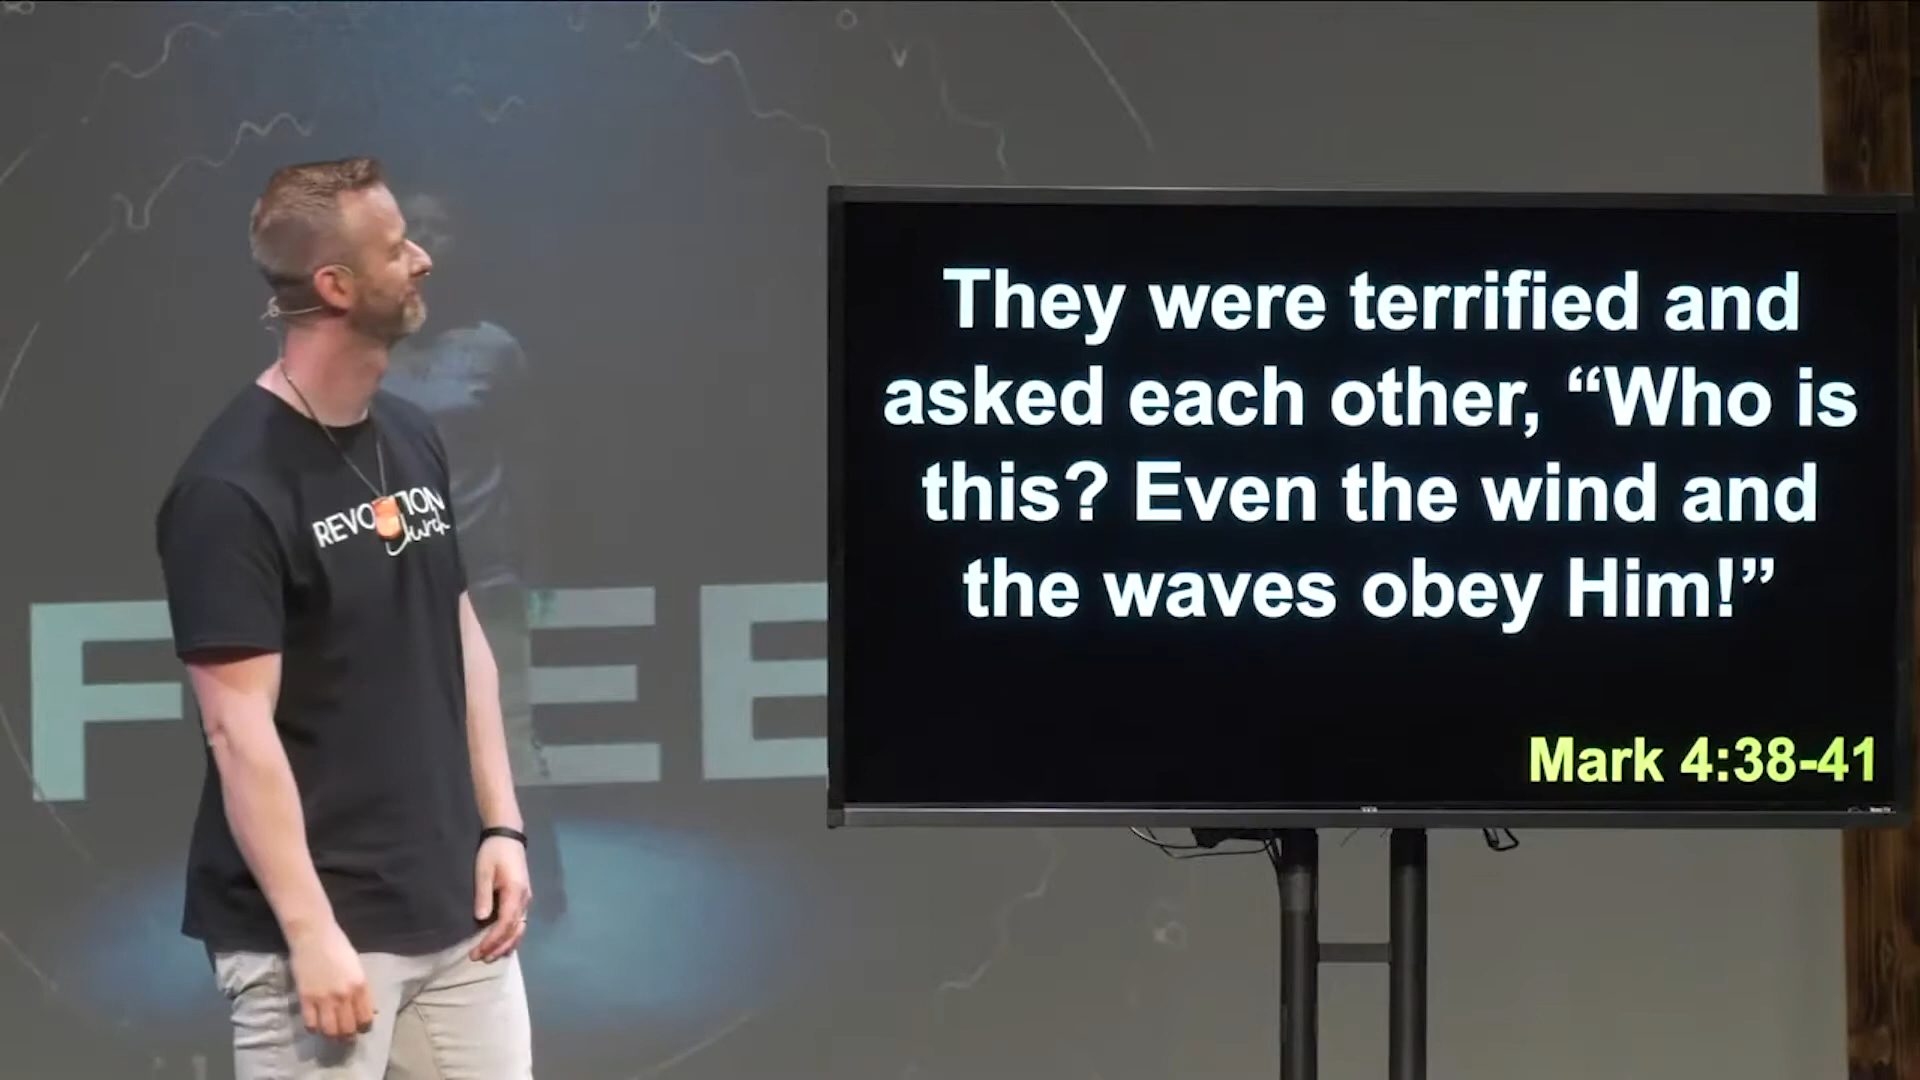 They were terrified and
asked each other, “Who is
this? Even the wind and
the waves obey Him!”
Mark 4:38-41